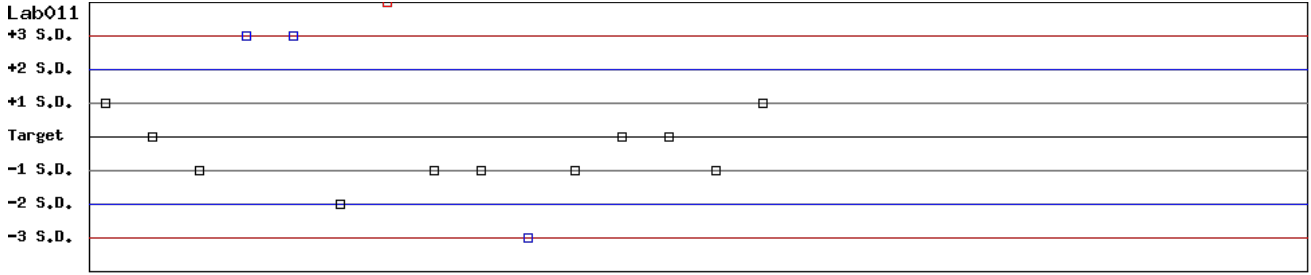 Lab011
+3 S.D.
+2 S.D.
+1 S.D.
Target
-1 S.D.
-2 S.D.
-3 S.D.